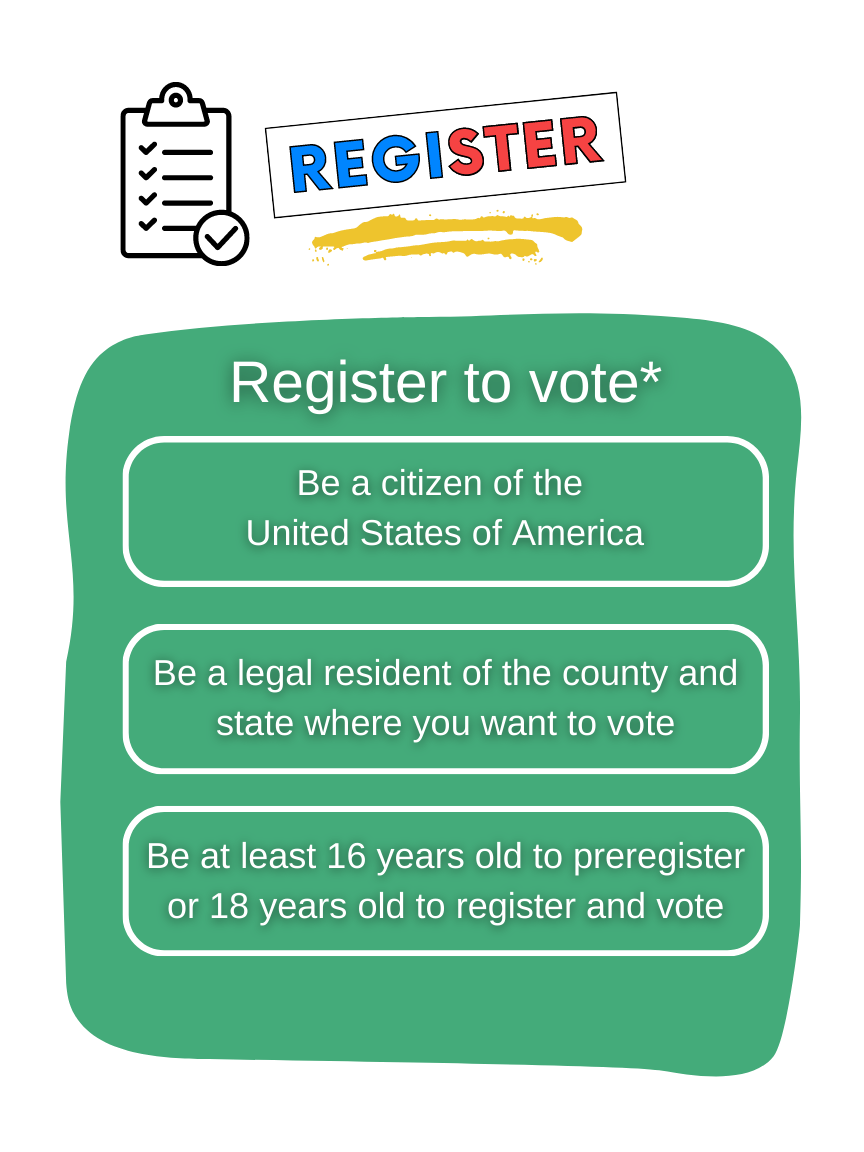 REGISTER
Register to vote*
Be a citizen of the
United States of America
Be a legal resident of the county and
state where you want to vote
Be at least 16 years old to preregister
or 18 years old to register and vote